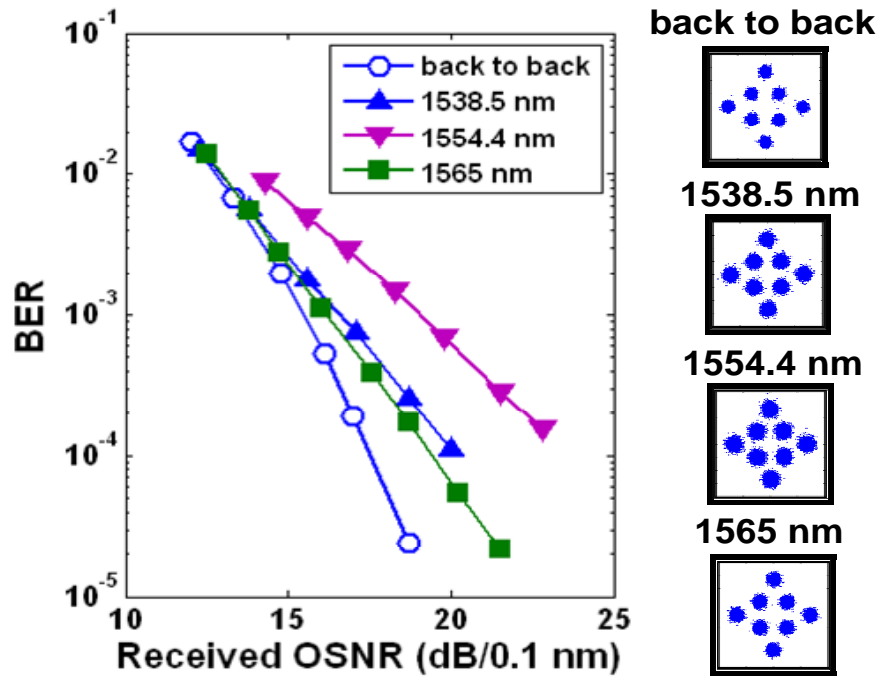 BER
10-1
10-2
10-3
10-4
10-5
back to back
1538.5 nm
1554.4 nm
1565 nm
10
15
20
25
Received OSNR (dB/0.1 nm)
back to back
1538.5 nm
1554.4 nm
1565 nm